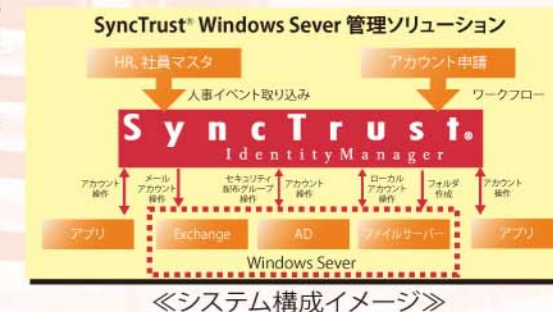 SyncTrust® Windows Sever 管理ソリューション
HR、社員マスタ
アカウント申請
人事イベント取り込み
ワークフロー
SyncTrust®
IdentityManager
アカウント
操作
メール
アカウント
操作
セキュリティ
配布グループ
操作
アカウント
操作
ローカル
アカウント
操作
フォルダ
作成
アカウント
操作
アプリ
Exchange
AD
ファイルサーバー
アプリ
Windows Sever
≪システム構成イメージ≫